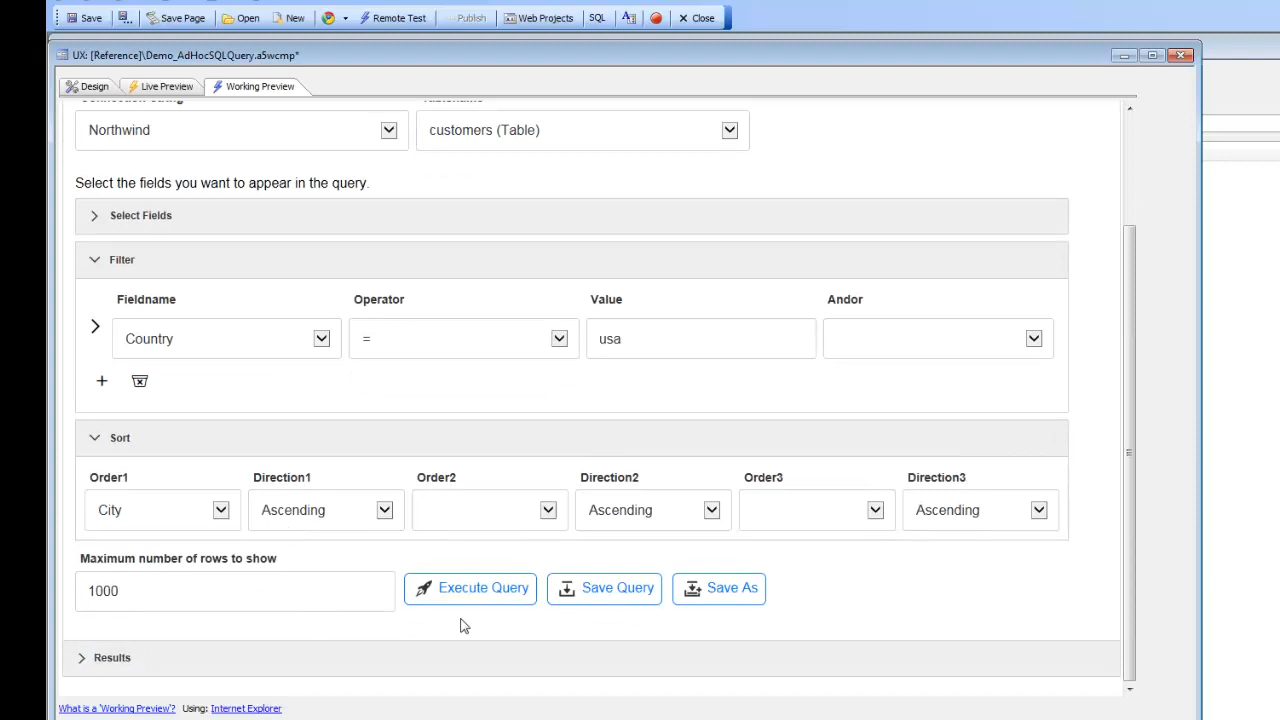 Save Save Page Open New Remote Test Publish Web Projects SQL Close
UX: [Reference]\Demo_AdHocSQLQuery.a5wcmp*
Design Live Preview Working Preview
Northwind customers (Table)
Select the fields you want to appear in the query.
Select Fields
Filter
Fieldname Operator Value Andor
Country = usa
Sort
Order1 Direction1 Order2 Direction2 Order3 Direction3
City Ascending Ascending Ascending
Maximum number of rows to show
1000 Execute Query Save Query Save As
Results
What is a 'Working Preview'? Using: Internet Explorer